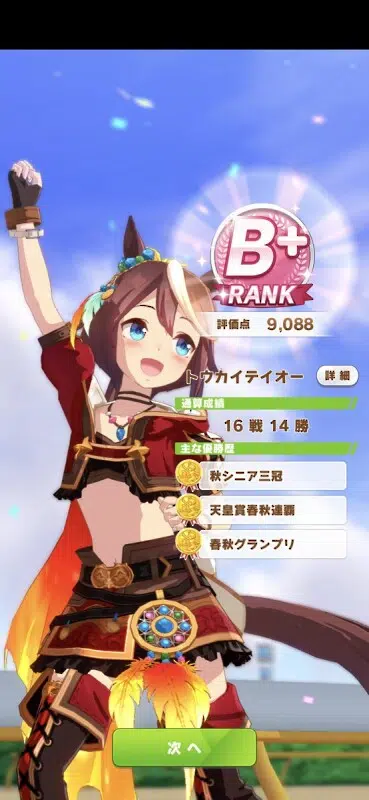 B+
RANK
評価点 9,088
トウカイテイオー 詳細
通算成績
16 戦 14 勝
主な優勝歴
秋シニア三冠
天皇賞春秋連覇
春秋グランプリ
次へ